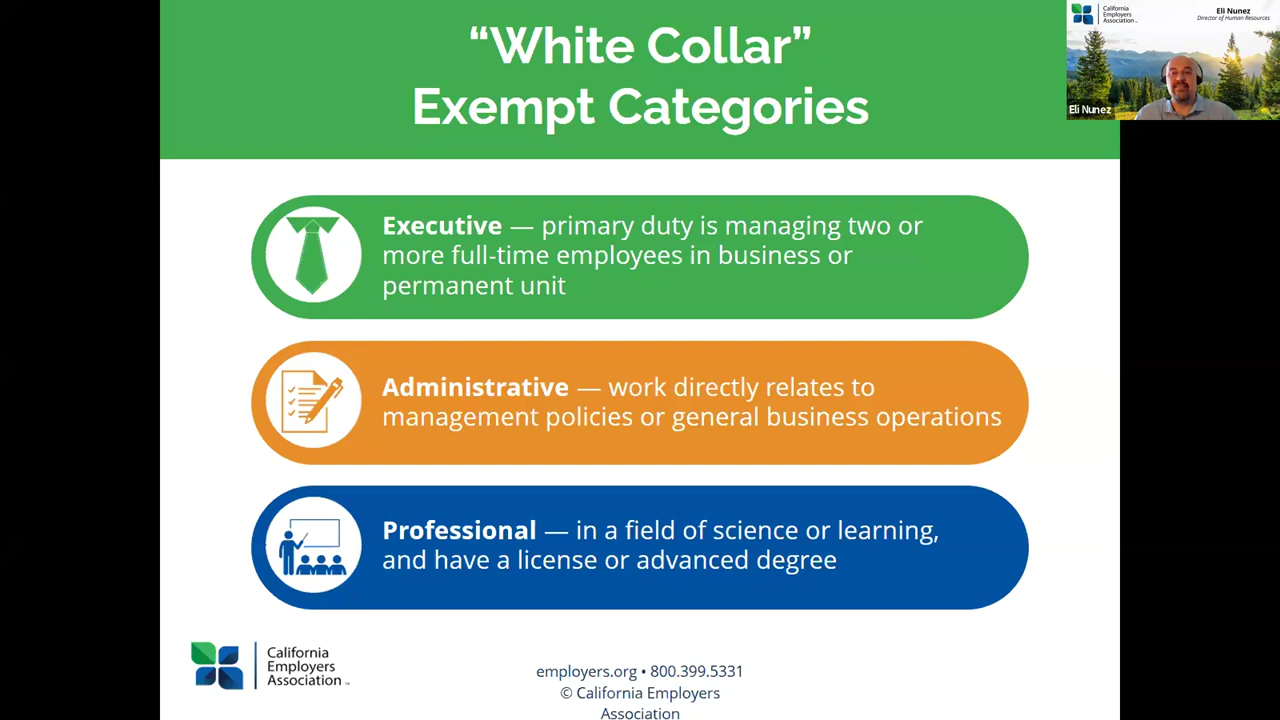 “White Collar”
Exempt Categories
California
Employers
Association
Eli Nunez
Director of Human Resources
Eli Nunez
Executive — primary duty is managing two or
more full-time employees in business or
permanent unit
Administrative — work directly relates to
management policies or general business operations
Professional — in a field of science or learning,
and have a license or advanced degree
California
Employers
Association™
employers.org • 800.399.5331
© California Employers
Association